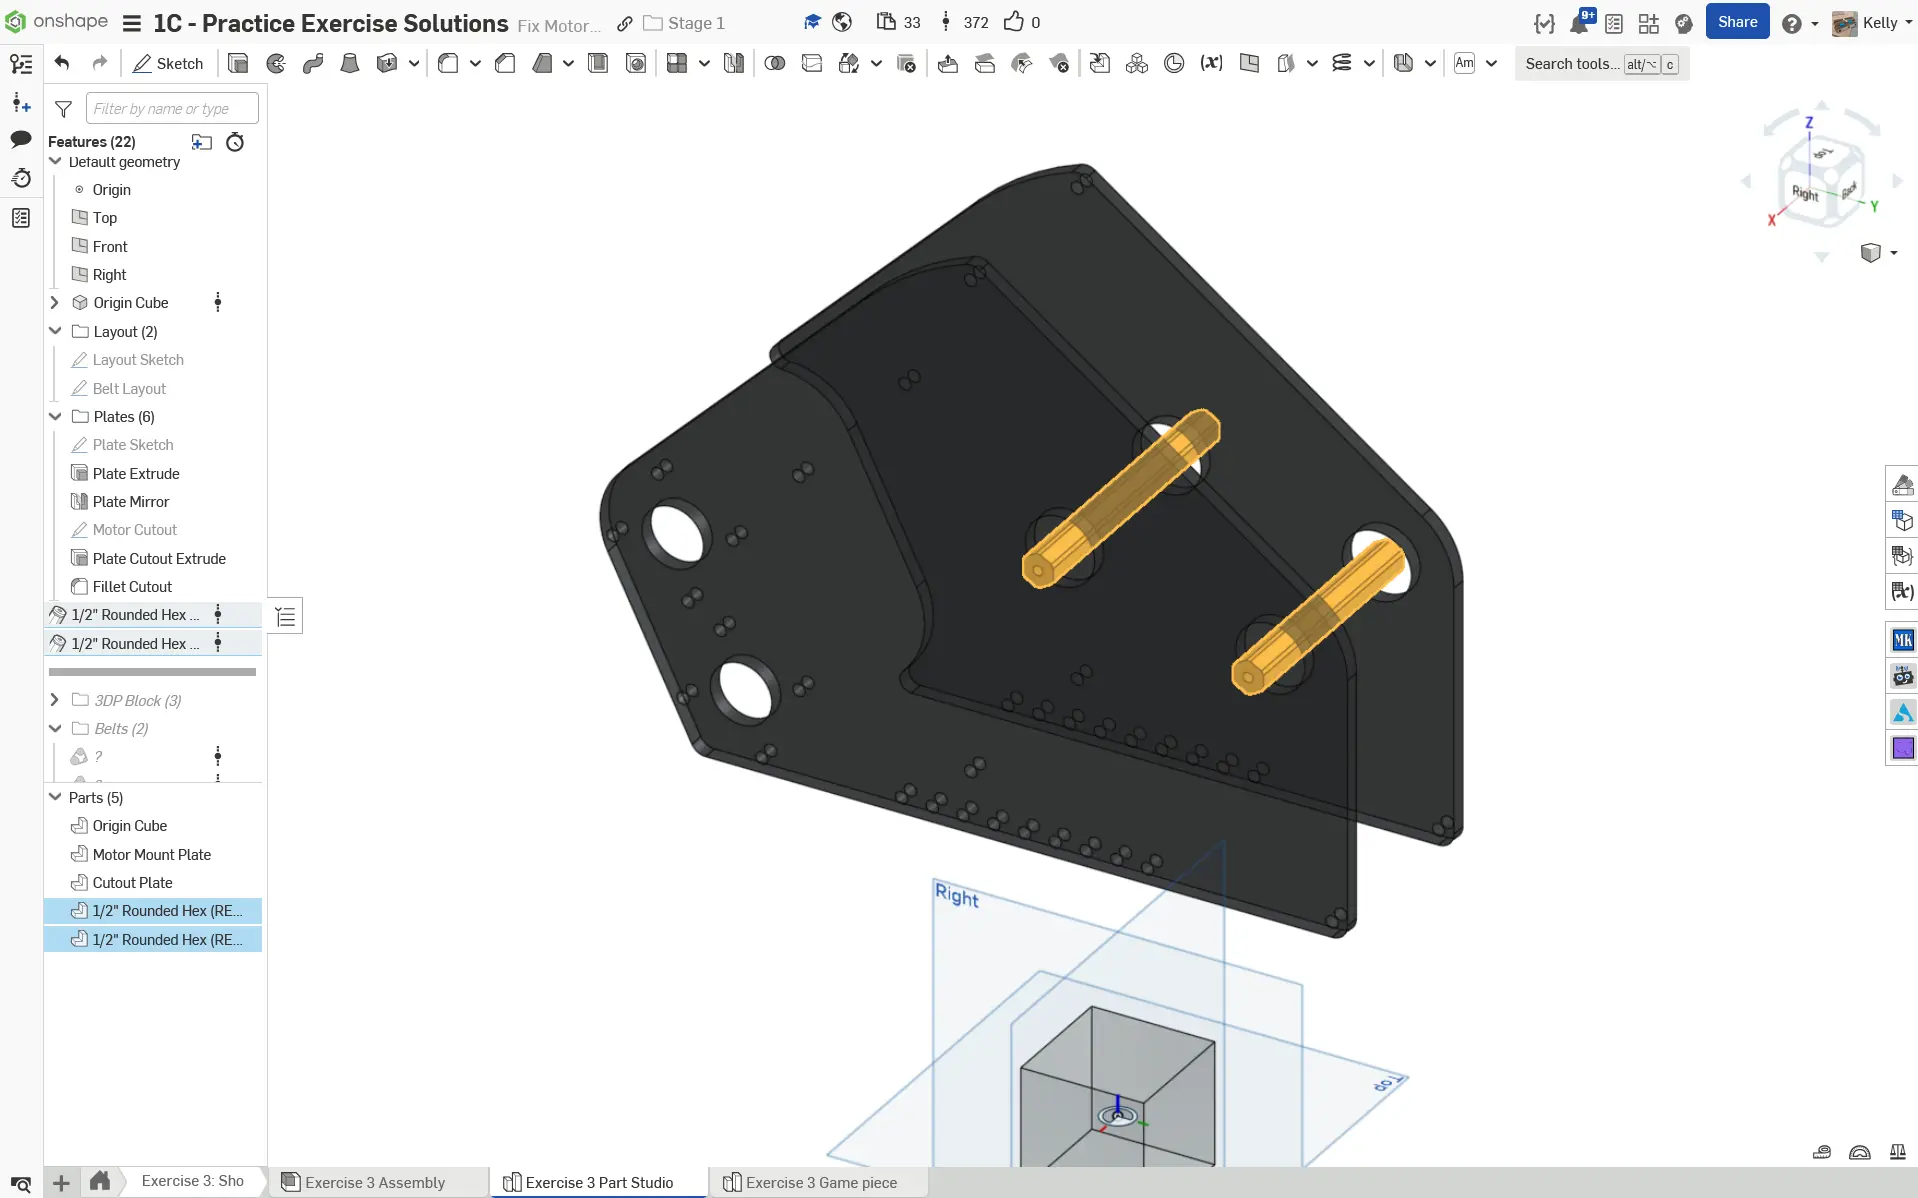 onshape
1C - Practice Exercise Solutions Fix Motor... Stage 1 33 372 0 9+ Share Kelly
Sketch (x) Am Search tools... alt/⌥ c
Filter by name or type
Features (22)
Default geometry
Origin
Top
Front
Right
Origin Cube
Layout (2)
Layout Sketch
Belt Layout
Plates (6)
Plate Sketch
Plate Extrude
Plate Mirror
Motor Cutout
Plate Cutout Extrude
Fillet Cutout
1/2" Rounded Hex ...
1/2" Rounded Hex ...
3DP Block (3)
Belts (2)
?
Parts (5)
Origin Cube
Motor Mount Plate
Cutout Plate
1/2" Rounded Hex (RE...
1/2" Rounded Hex (RE...
Z
Top
Right
Back
X
Y
(x)
MK
Right
Top
Exercise 3: Sho
Exercise 3 Assembly
Exercise 3 Part Studio
Exercise 3 Game piece